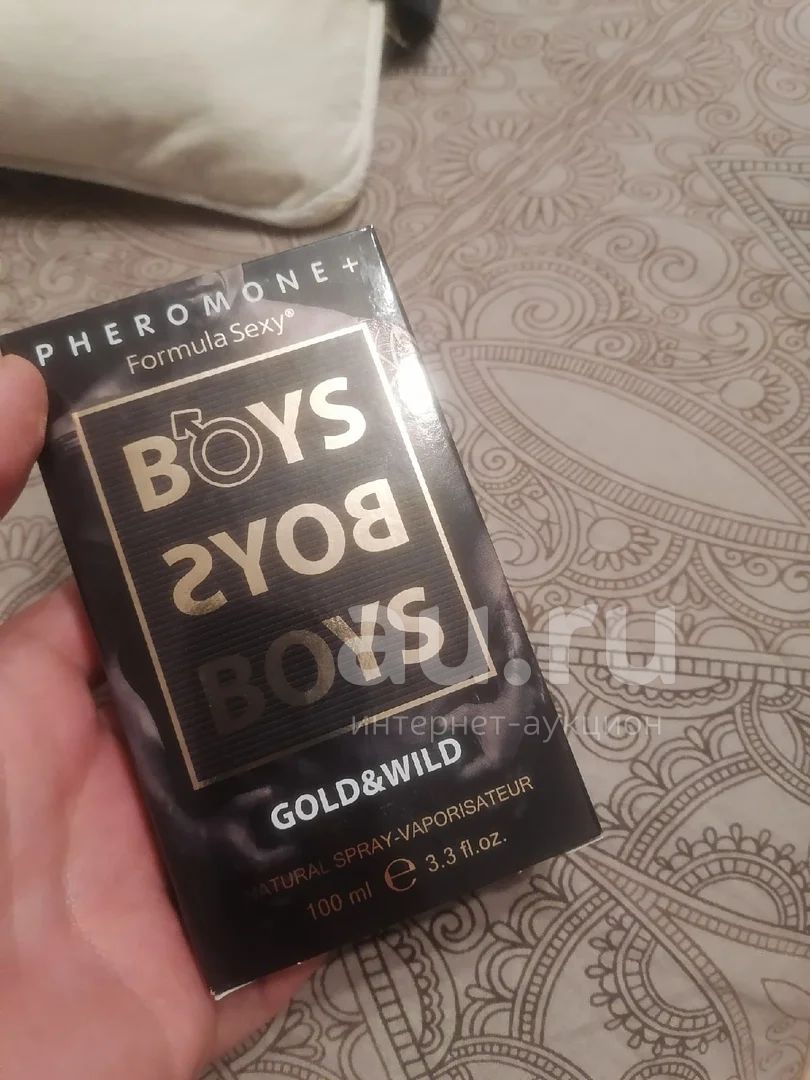 PHEROMONE+
Formula Sexy®
BOYS
BOYS
BOYS
GOLD&WILD
NATURAL SPRAY-VAPORISATEUR
100 ml ℮ 3.3 fl.oz.
au.ru
интернет-аукцион